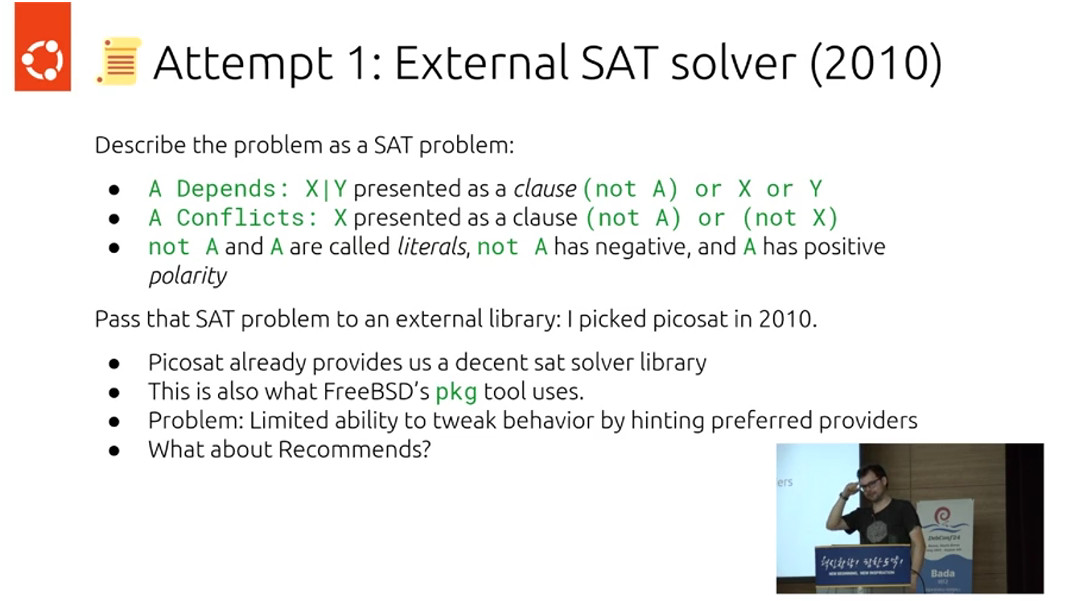 Attempt 1: External SAT solver (2010)
Describe the problem as a SAT problem:
● A Depends: X|Y presented as a clause (not A) or X or Y
● A Conflicts: X presented as a clause (not A) or (not X)
● not A and A are called literals, not A has negative, and A has positive
polarity
Pass that SAT problem to an external library: I picked picosat in 2010.
● Picosat already provides us a decent sat solver library
● This is also what FreeBSD's pkg tool uses.
● Problem: Limited ability to tweak behavior by hinting preferred providers
● What about Recommends?
ers
DebConf24
Bada
NEW BEGINNING, NEW INSPIRATION